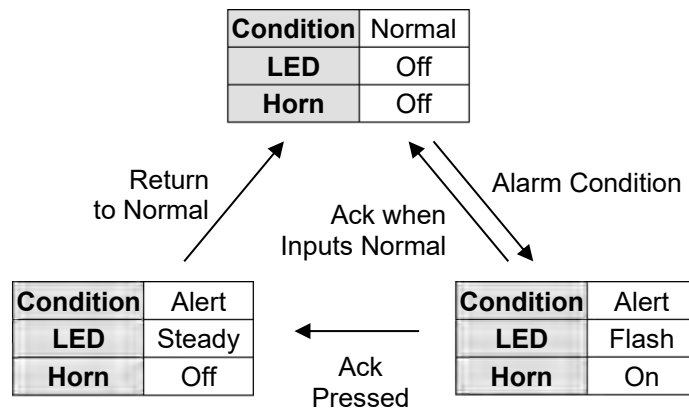 Condition Normal
LED Off
Horn Off
Return
to Normal
Alarm Condition
Ack when
Inputs Normal
Condition Alert
LED Steady
Horn Off
Ack
Pressed
Condition Alert
LED Flash
Horn On